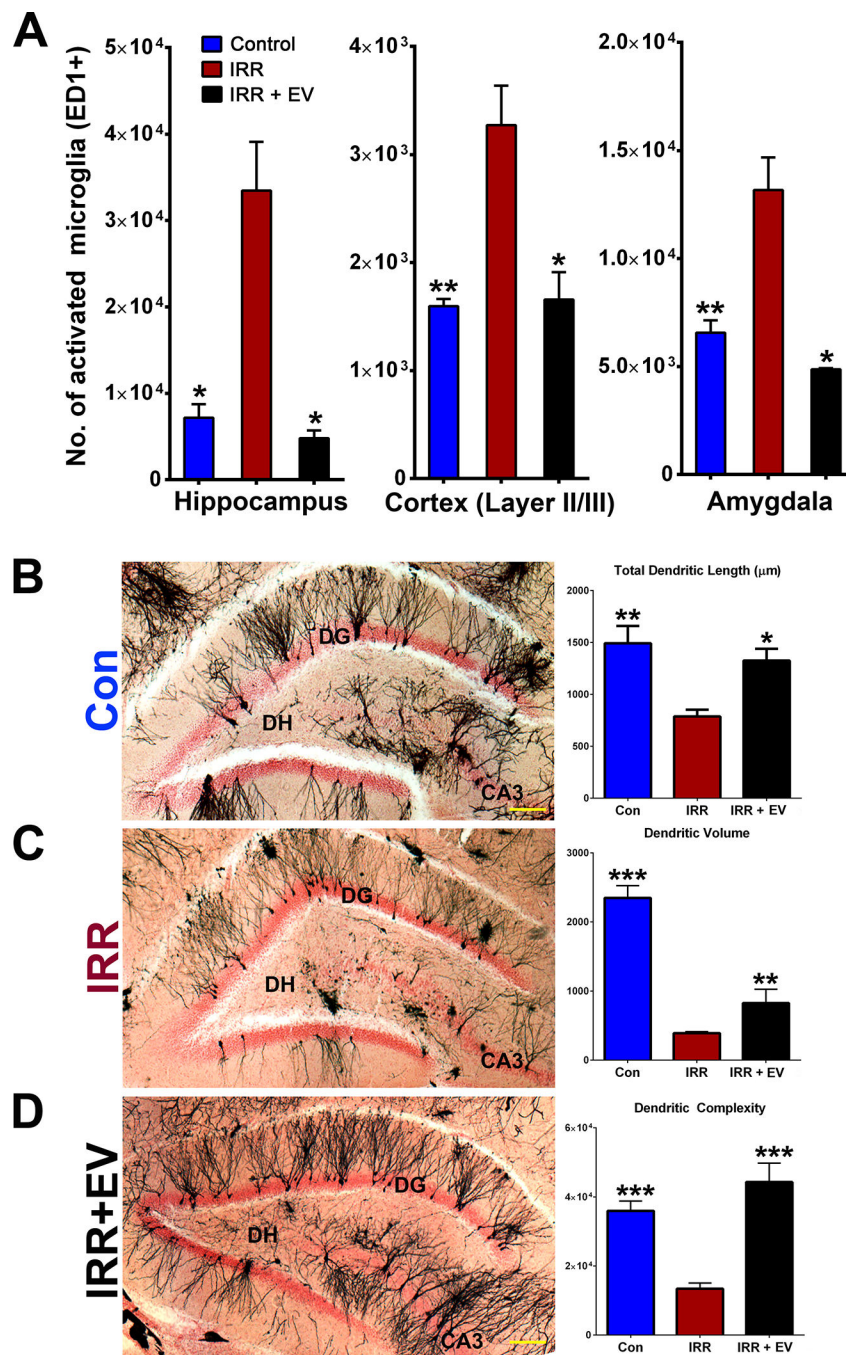 A
No. of activated microglia (ED1+)
5×10⁴
4×10⁴
3×10⁴
2×10⁴
1×10⁴
0
Control
IRR
IRR + EV
*
*
Hippocampus
4×10³
3×10³
2×10³
1×10³
0
**
*
Cortex (Layer II/III)
2.0×10⁴
1.5×10⁴
1.0×10⁴
5.0×10³
0
**
*
Amygdala
B
Con
DG
DH
CA3
Total Dendritic Length (μm)
2000
1500
1000
500
0
**
*
Con IRR IRR + EV
C
IRR
DG
DH
CA3
Dendritic Volume
3000
2000
1000
0
***
**
Con IRR IRR + EV
D
IRR+EV
DG
DH
CA3
Dendritic Complexity
6×10⁴
4×10⁴
2×10⁴
0
***
***
Con IRR IRR + EV